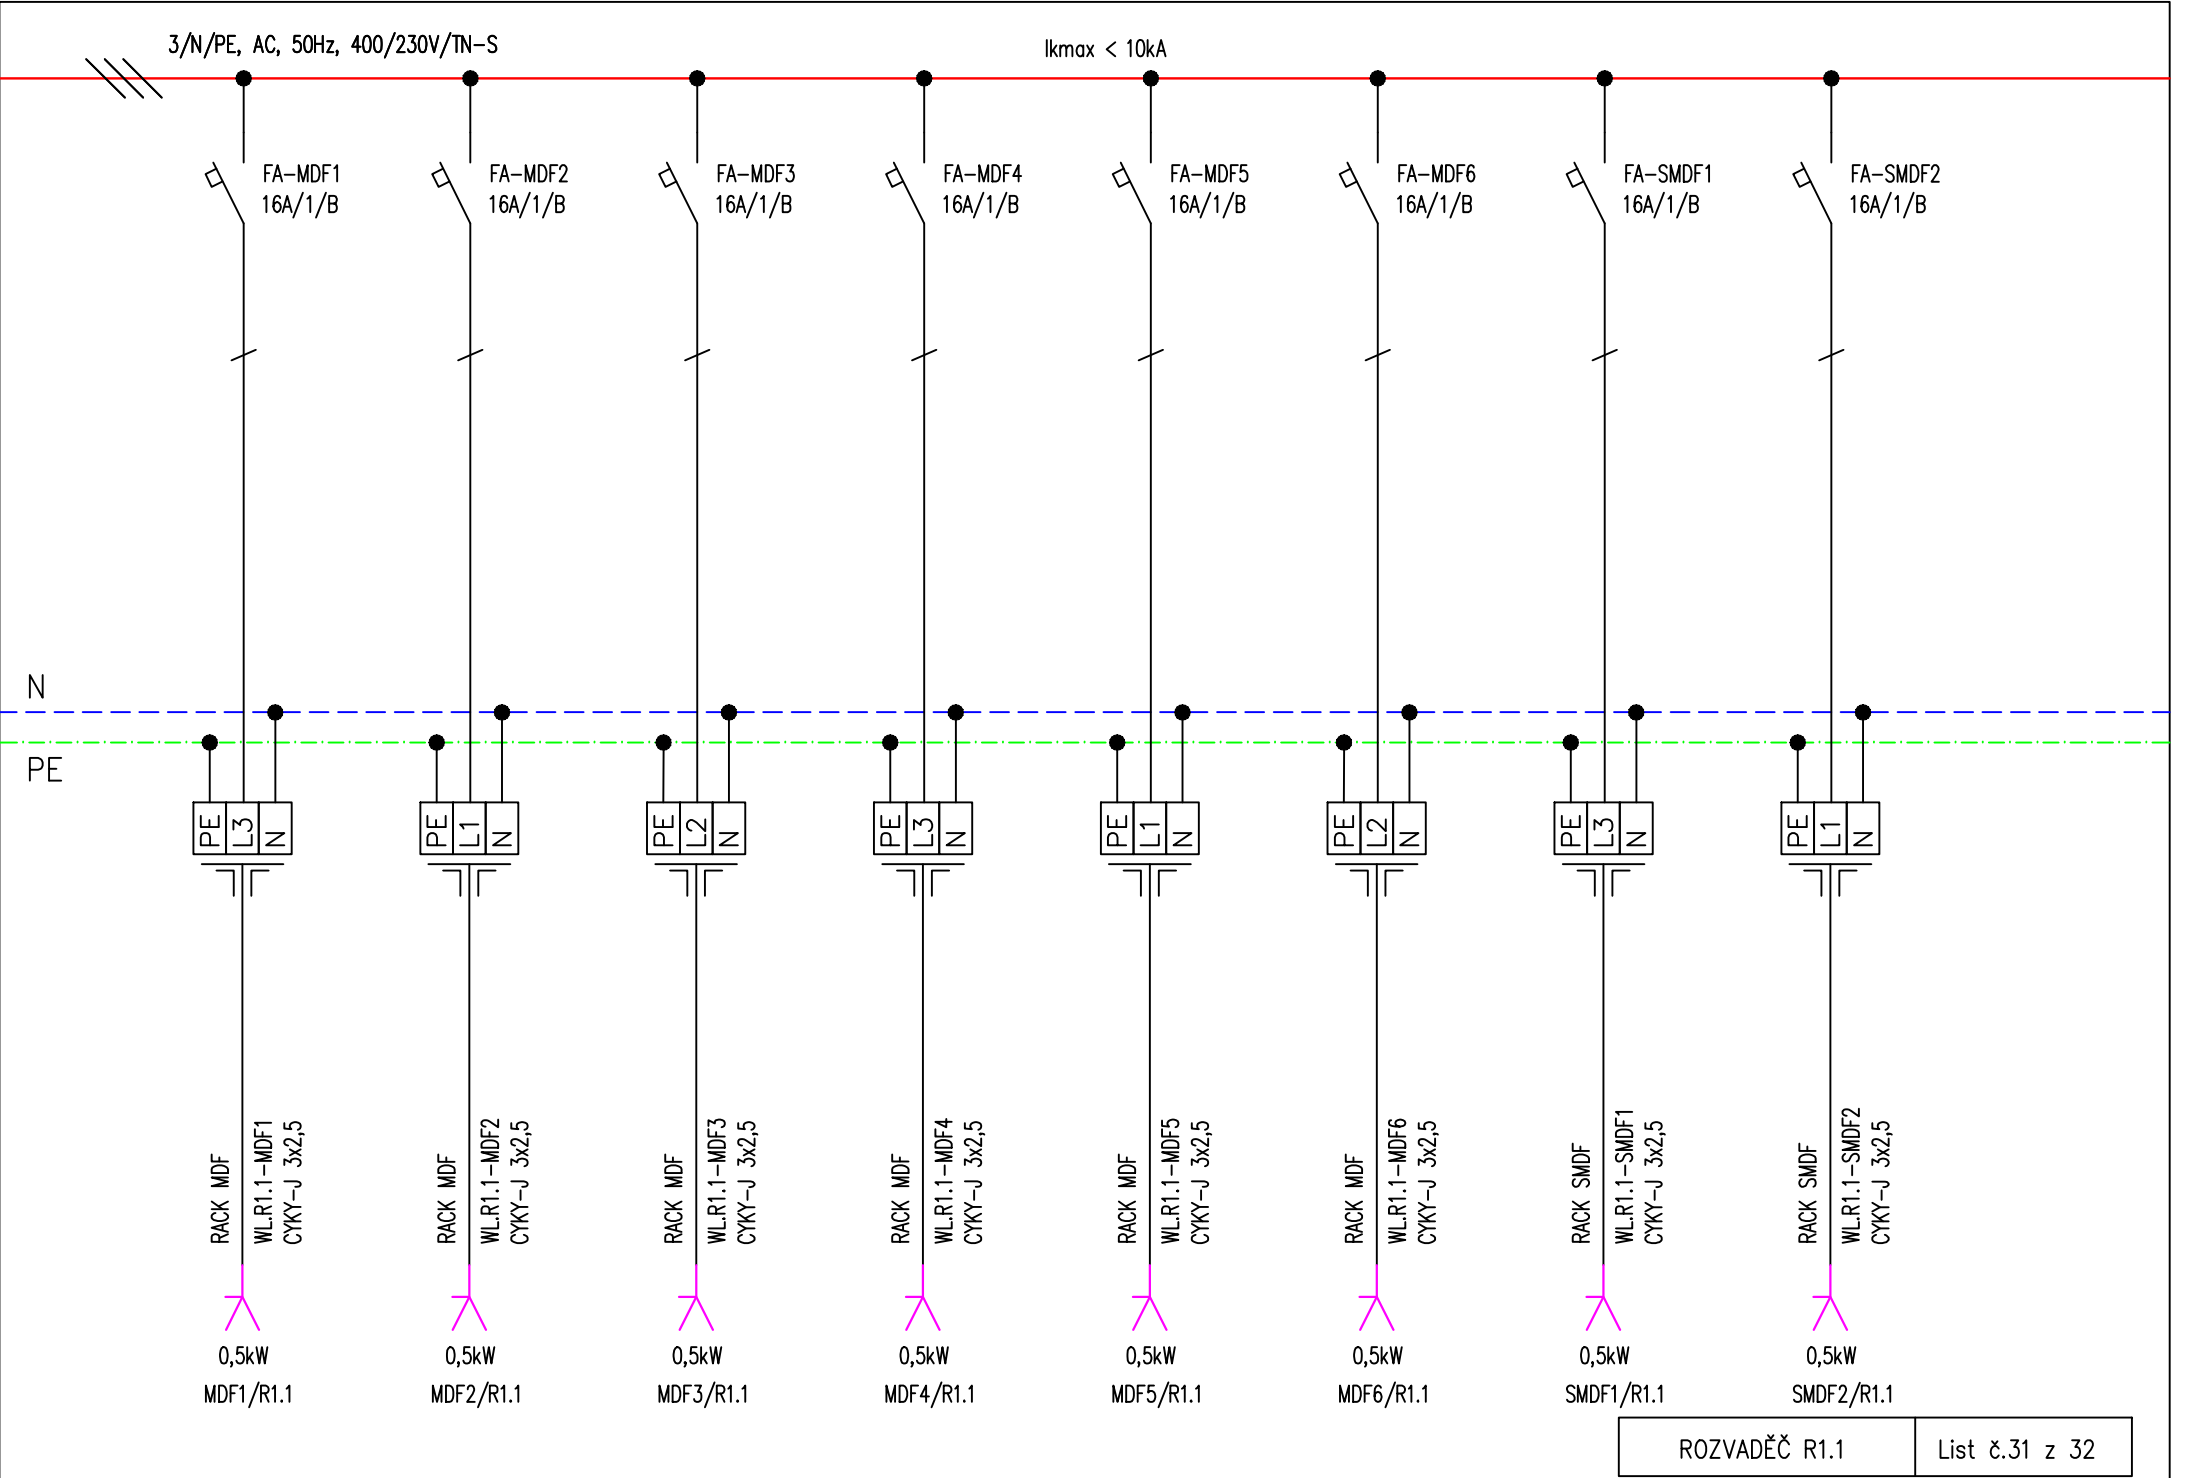 3/N/PE, AC, 50Hz, 400/230V/TN-S
Ikmax < 10kA
FA-MDF1
16A/1/B
FA-MDF2
16A/1/B
FA-MDF3
16A/1/B
FA-MDF4
16A/1/B
FA-MDF5
16A/1/B
FA-MDF6
16A/1/B
FA-SMDF1
16A/1/B
FA-SMDF2
16A/1/B
N
PE
PE L3 N
PE L1 N
PE L2 N
PE L3 N
PE L1 N
PE L2 N
PE L3 N
PE L1 N
RACK MDF
WL.R1.1-MDF1
CYKY-J 3x2,5
RACK MDF
WL.R1.1-MDF2
CYKY-J 3x2,5
RACK MDF
WL.R1.1-MDF3
CYKY-J 3x2,5
RACK MDF
WL.R1.1-MDF4
CYKY-J 3x2,5
RACK MDF
WL.R1.1-MDF5
CYKY-J 3x2,5
RACK MDF
WL.R1.1-MDF6
CYKY-J 3x2,5
RACK SMDF
WL.R1.1-SMDF1
CYKY-J 3x2,5
RACK SMDF
WL.R1.1-SMDF2
CYKY-J 3x2,5
0,5kW
MDF1/R1.1
0,5kW
MDF2/R1.1
0,5kW
MDF3/R1.1
0,5kW
MDF4/R1.1
0,5kW
MDF5/R1.1
0,5kW
MDF6/R1.1
0,5kW
SMDF1/R1.1
0,5kW
SMDF2/R1.1
ROZVADĚČ R1.1
List č.31 z 32